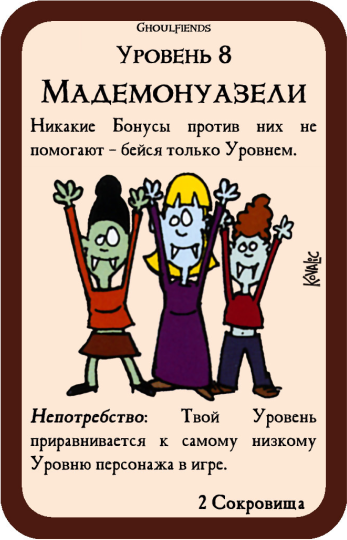 Ghoulfiends
Уровень 8
Мадемонуазели
Никакие Бонусы против них не
помогают – бейся только Уровнем.
Kovalic
Непотребство: Твой Уровень
приравнивается к самому низкому
Уровню персонажа в игре.
2 Сокровища